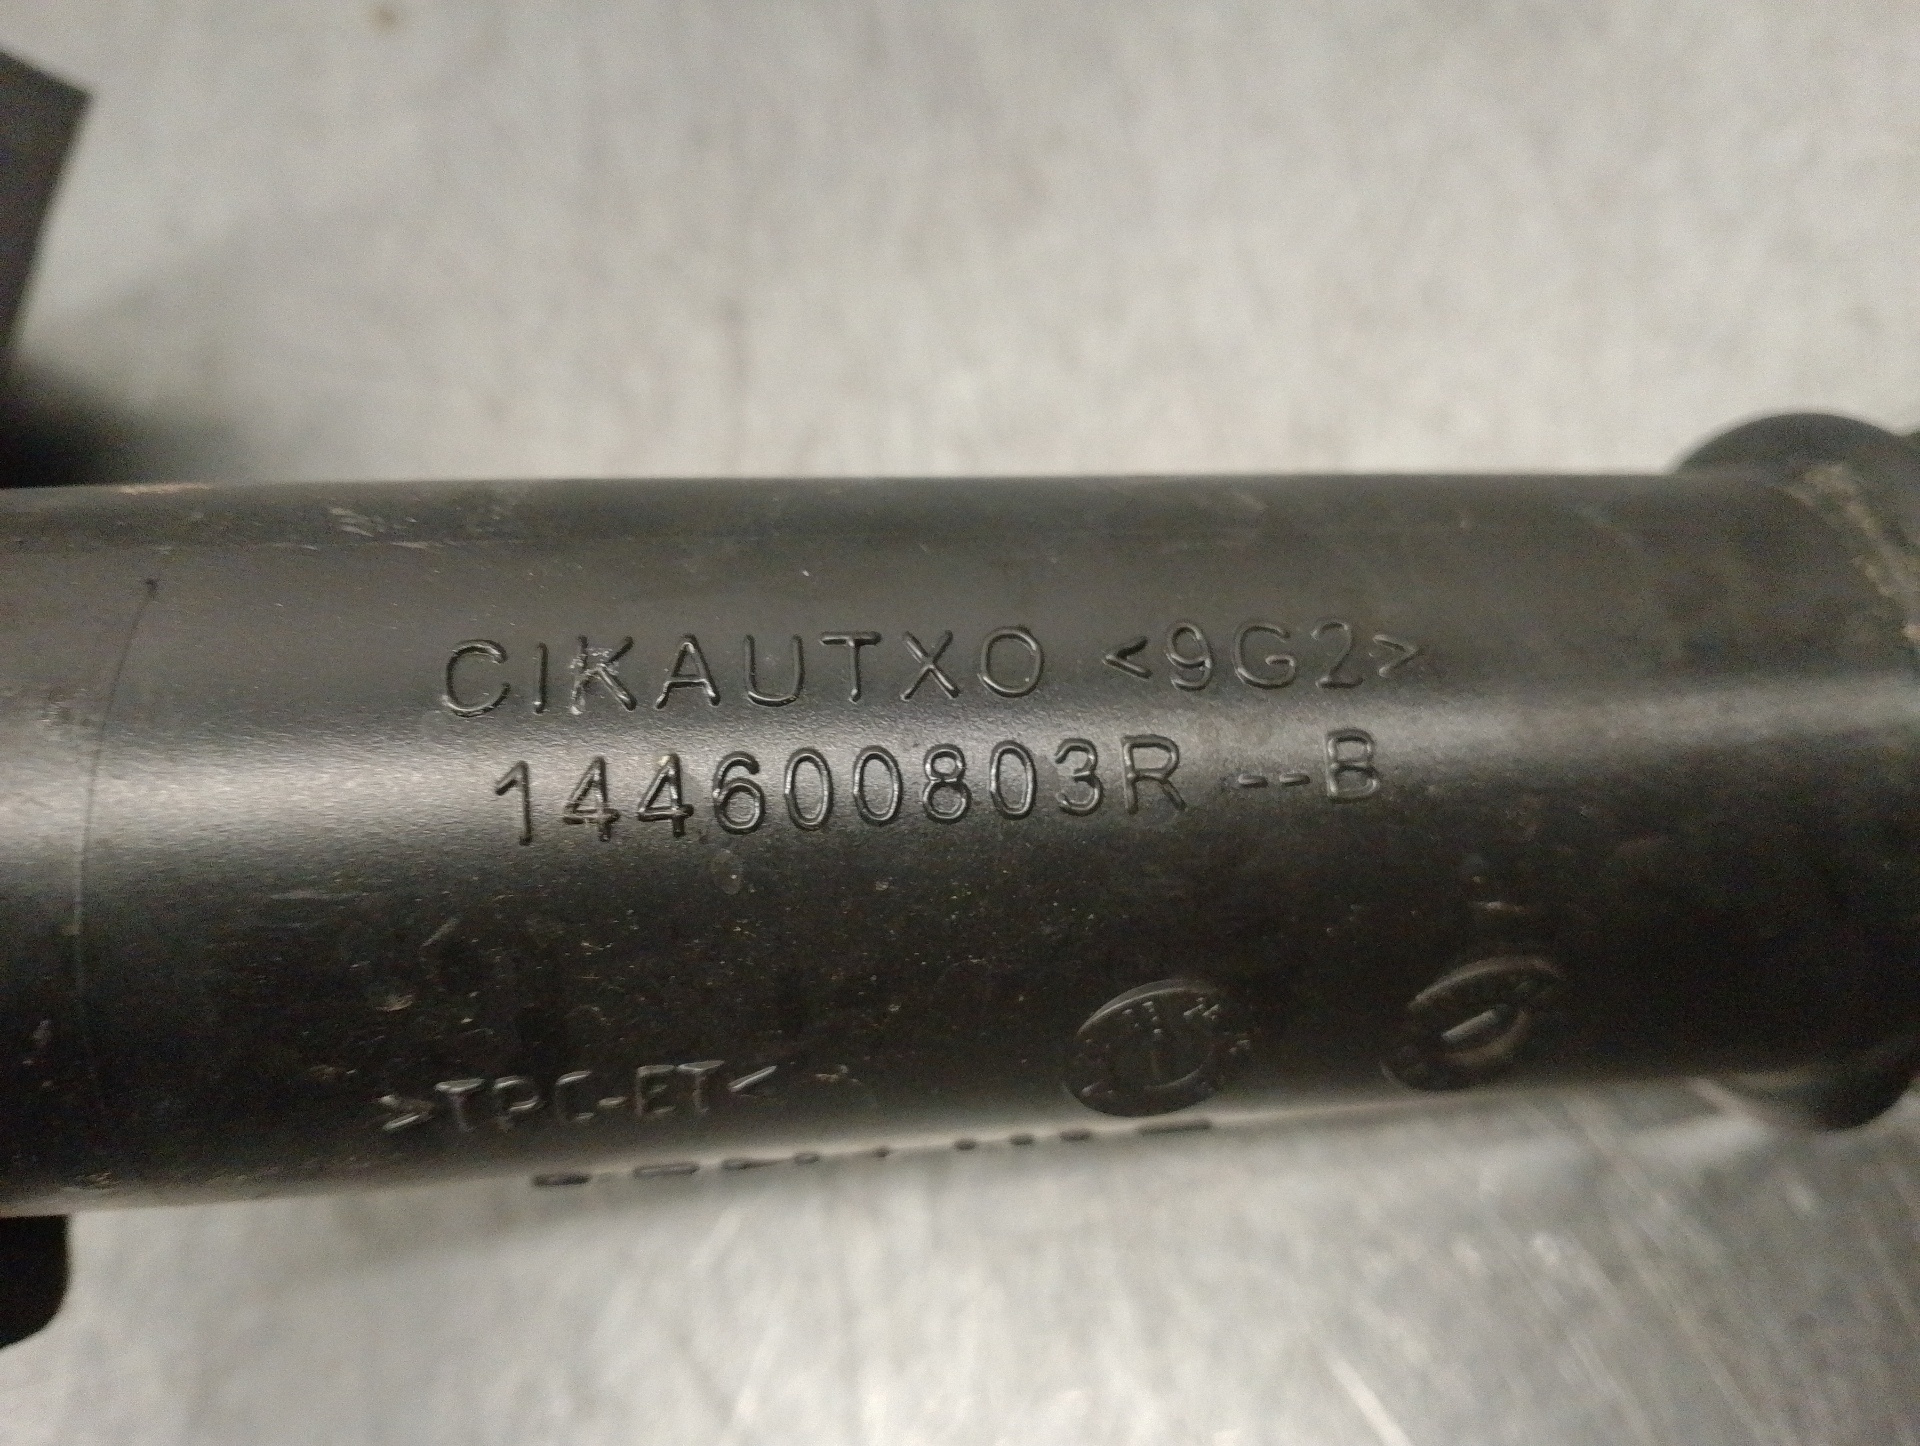 CIKAUTXO <9G2>
144600803R --B
>TPC-ET<